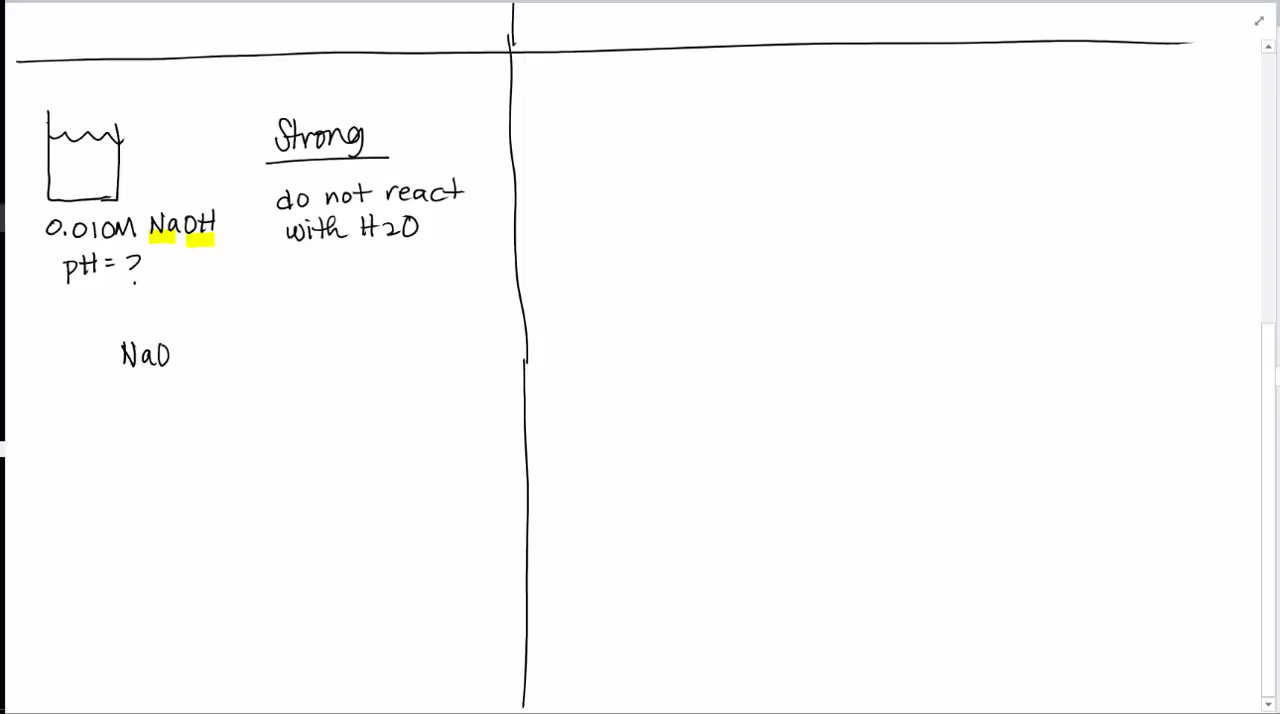 Strong
do not react
with H2O
0.010M NaOH
pH = ?
NaO